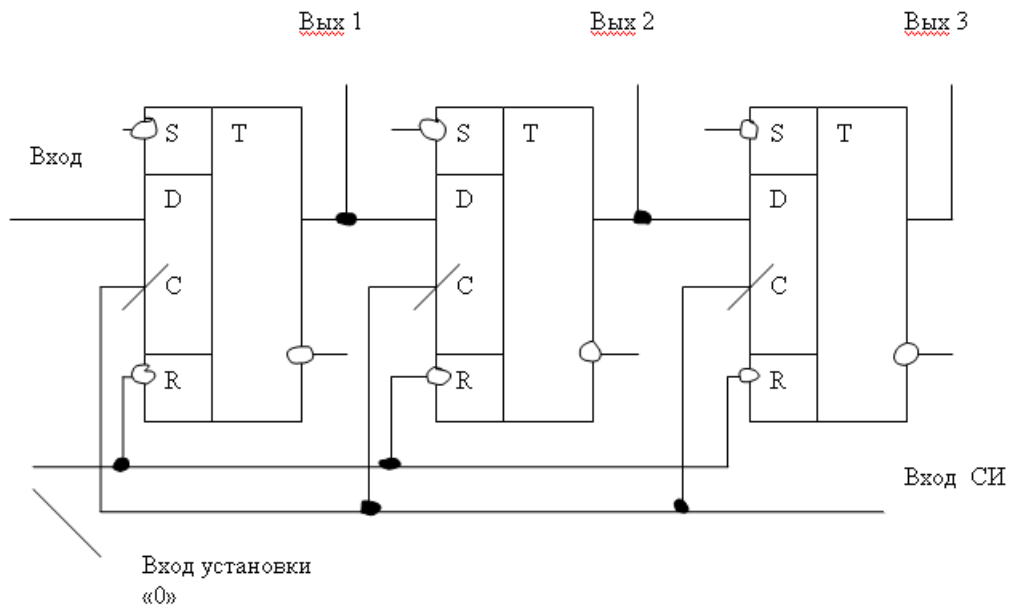 Вых 1
Вых 2
Вых 3
S T
S T
S T
Вход
D
D
D
C
C
C
R
R
R
Вход СИ
Вход установки
«0»